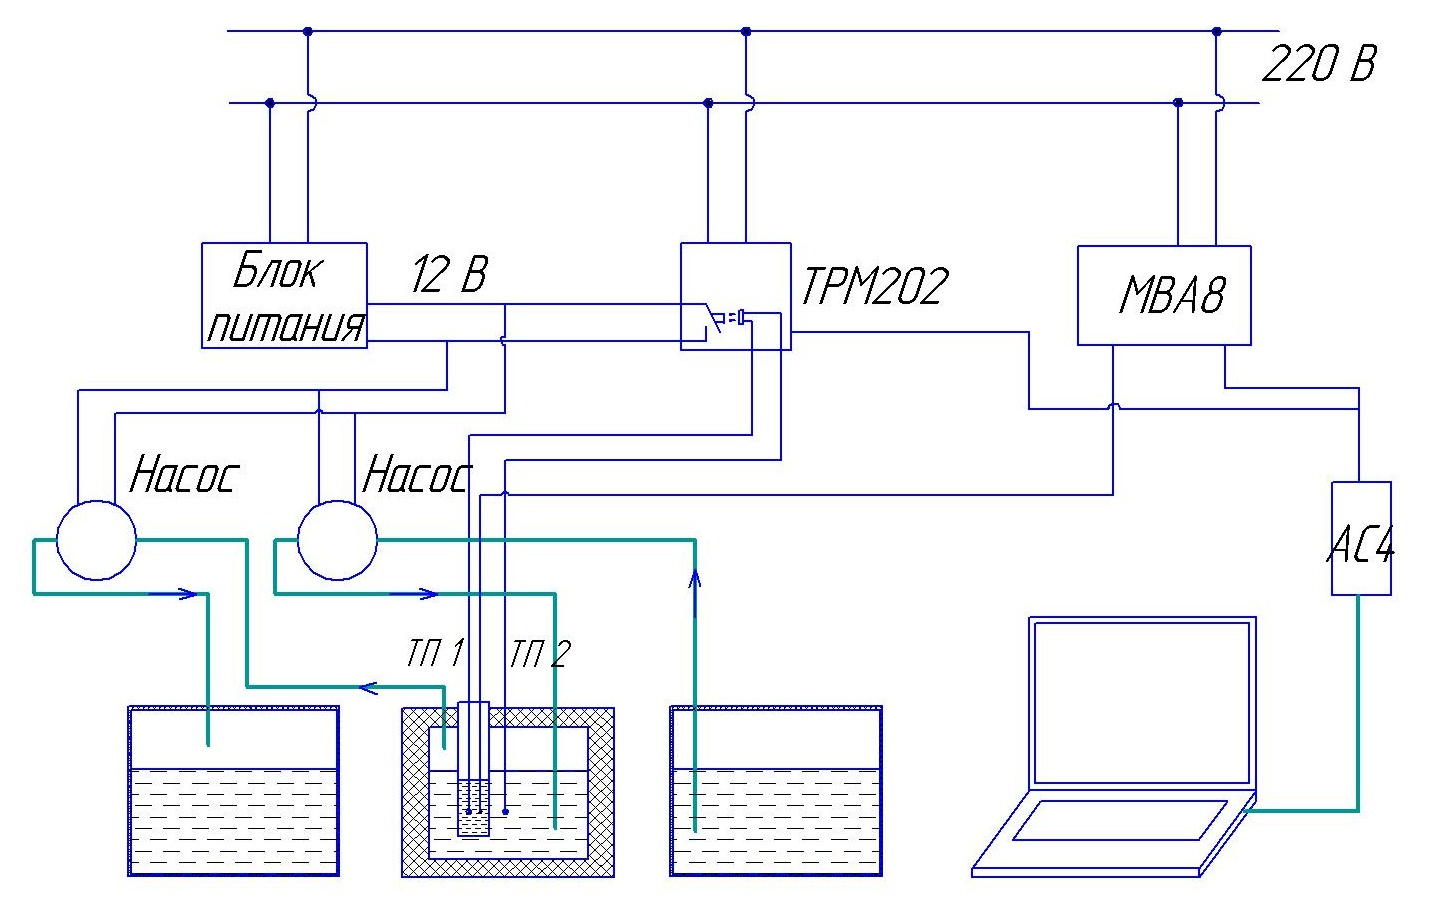 220 В
Блок
питания
12 В
ТРМ202
МВА8
Насос
Насос
АС4
ТП 1
ТП 2